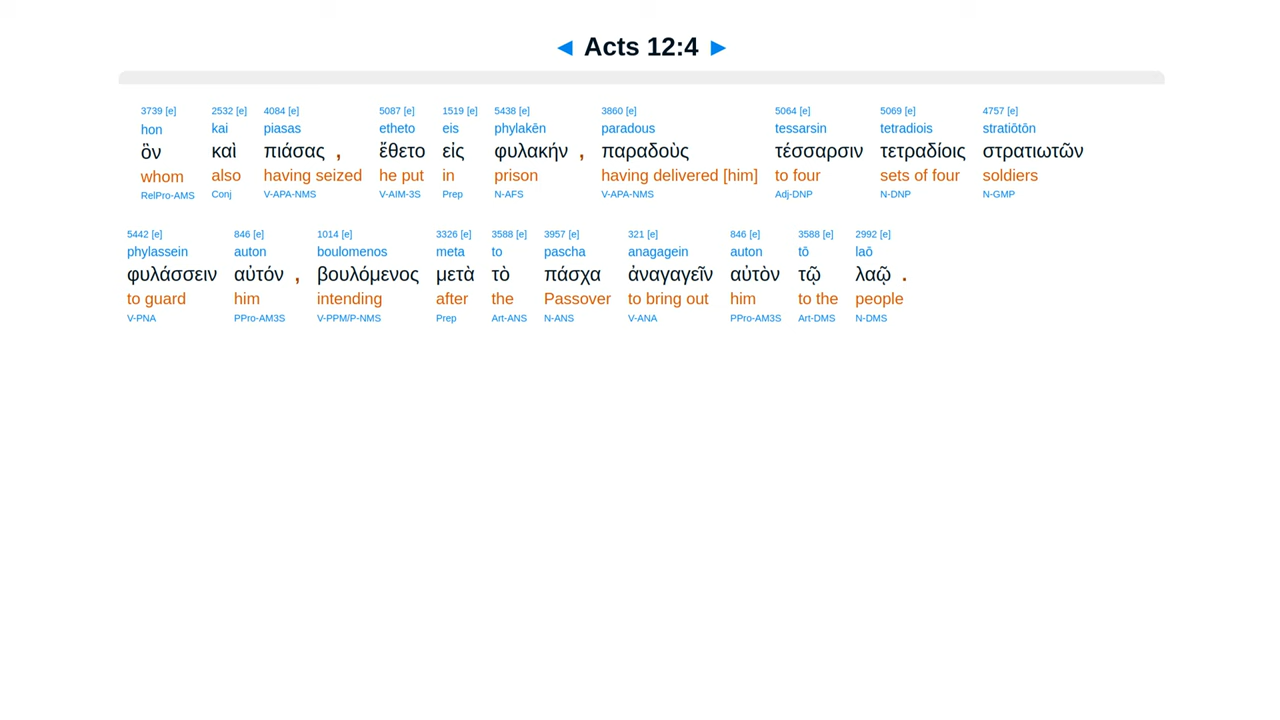 ◄ Acts 12:4 ►
3739 [e] 2532 [e] 4084 [e] 5087 [e] 1519 [e] 5438 [e] 3860 [e] 5064 [e] 5069 [e] 4757 [e]
hon kai piasas etheto eis phylakēn paradous tessarsin tetradiois stratiōtōn
ὃν καὶ πιάσας , ἔθετο εἰς φυλακήν , παραδοὺς τέσσαρσιν τετραδίοις στρατιωτῶν
whom also having seized he put in prison having delivered [him] to four sets of four soldiers
RelPro-AMS Conj V-APA-NMS V-AIM-3S Prep N-AFS V-APA-NMS Adj-DNP N-DNP N-GMP
5442 [e] 846 [e] 1014 [e] 3326 [e] 3588 [e] 3957 [e] 321 [e] 846 [e] 3588 [e] 2992 [e]
phylassein auton boulomenos meta to pascha anagagein auton tō laō
φυλάσσειν αὐτόν , βουλόμενος μετὰ τὸ πάσχα ἀναγαγεῖν αὐτὸν τῷ λαῷ .
to guard him intending after the Passover to bring out him to the people
V-PNA PPro-AM3S V-PPM/P-NMS Prep Art-ANS N-ANS V-ANA PPro-AM3S Art-DMS N-DMS